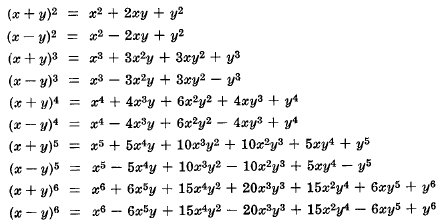 (x + y)² = x² + 2xy + y²
(x − y)² = x² − 2xy + y²
(x + y)³ = x³ + 3x²y + 3xy² + y³
(x − y)³ = x³ − 3x²y + 3xy² − y³
(x + y)⁴ = x⁴ + 4x³y + 6x²y² + 4xy³ + y⁴
(x − y)⁴ = x⁴ − 4x³y + 6x²y² − 4xy³ + y⁴
(x + y)⁵ = x⁵ + 5x⁴y + 10x³y² + 10x²y³ + 5xy⁴ + y⁵
(x − y)⁵ = x⁵ − 5x⁴y + 10x³y² − 10x²y³ + 5xy⁴ − y⁵
(x + y)⁶ = x⁶ + 6x⁵y + 15x⁴y² + 20x³y³ + 15x²y⁴ + 6xy⁵ + y⁶
(x − y)⁶ = x⁶ − 6x⁵y + 15x⁴y² − 20x³y³ + 15x²y⁴ − 6xy⁵ + y⁶